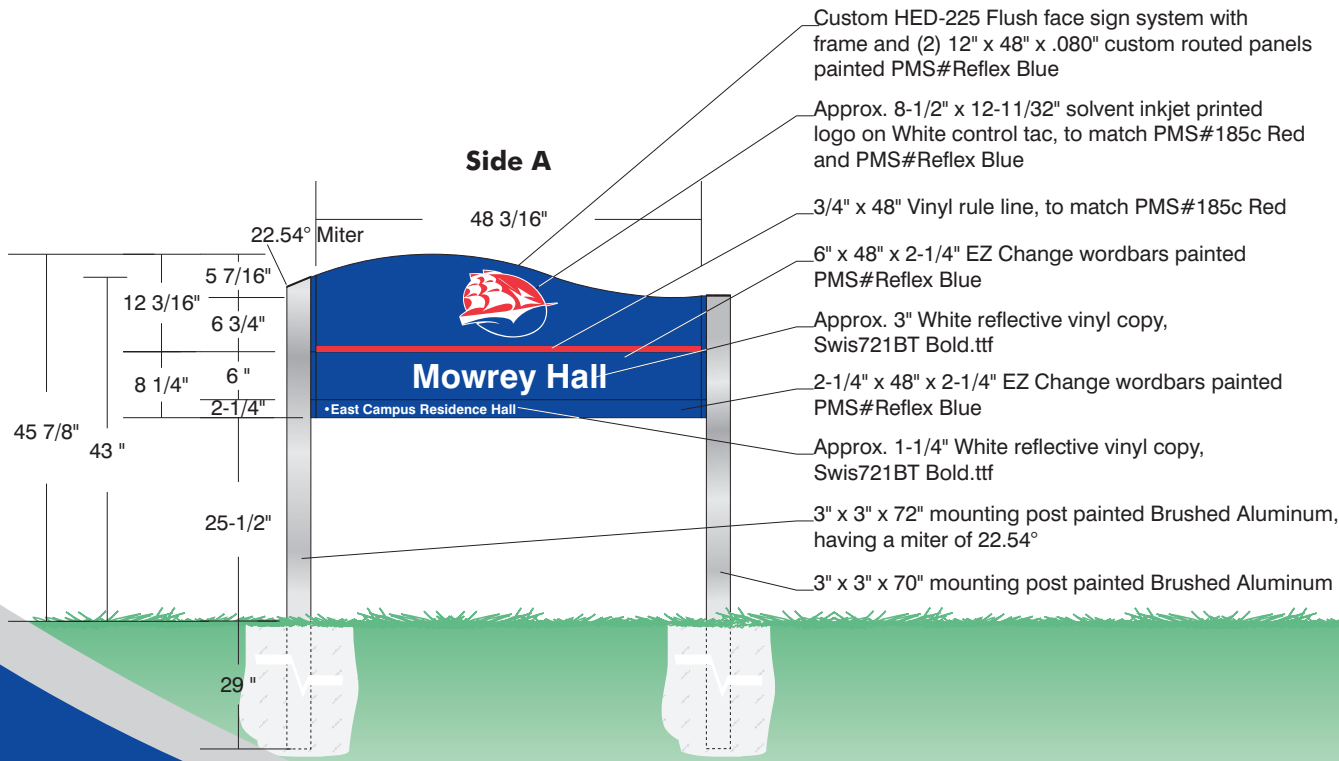 Custom HED-225 Flush face sign system with
frame and (2) 12" x 48" x .080" custom routed panels
painted PMS#Reflex Blue
Approx. 8-1/2" x 12-11/32" solvent inkjet printed
logo on White control tac, to match PMS#185c Red
and PMS#Reflex Blue
Side A
48 3/16"
3/4" x 48" Vinyl rule line, to match PMS#185c Red
22.54° Miter
6" x 48" x 2-1/4" EZ Change wordbars painted
PMS#Reflex Blue
5 7/16"
12 3/16"
6 3/4"
Approx. 3" White reflective vinyl copy,
Swis721BT Bold.ttf
8 1/4"
6 "
Mowrey Hall
2-1/4" x 48" x 2-1/4" EZ Change wordbars painted
PMS#Reflex Blue
2-1/4"
•East Campus Residence Hall
45 7/8"
43 "
Approx. 1-1/4" White reflective vinyl copy,
Swis721BT Bold.ttf
25-1/2"
3" x 3" x 72" mounting post painted Brushed Aluminum,
having a miter of 22.54°
3" x 3" x 70" mounting post painted Brushed Aluminum
29 "